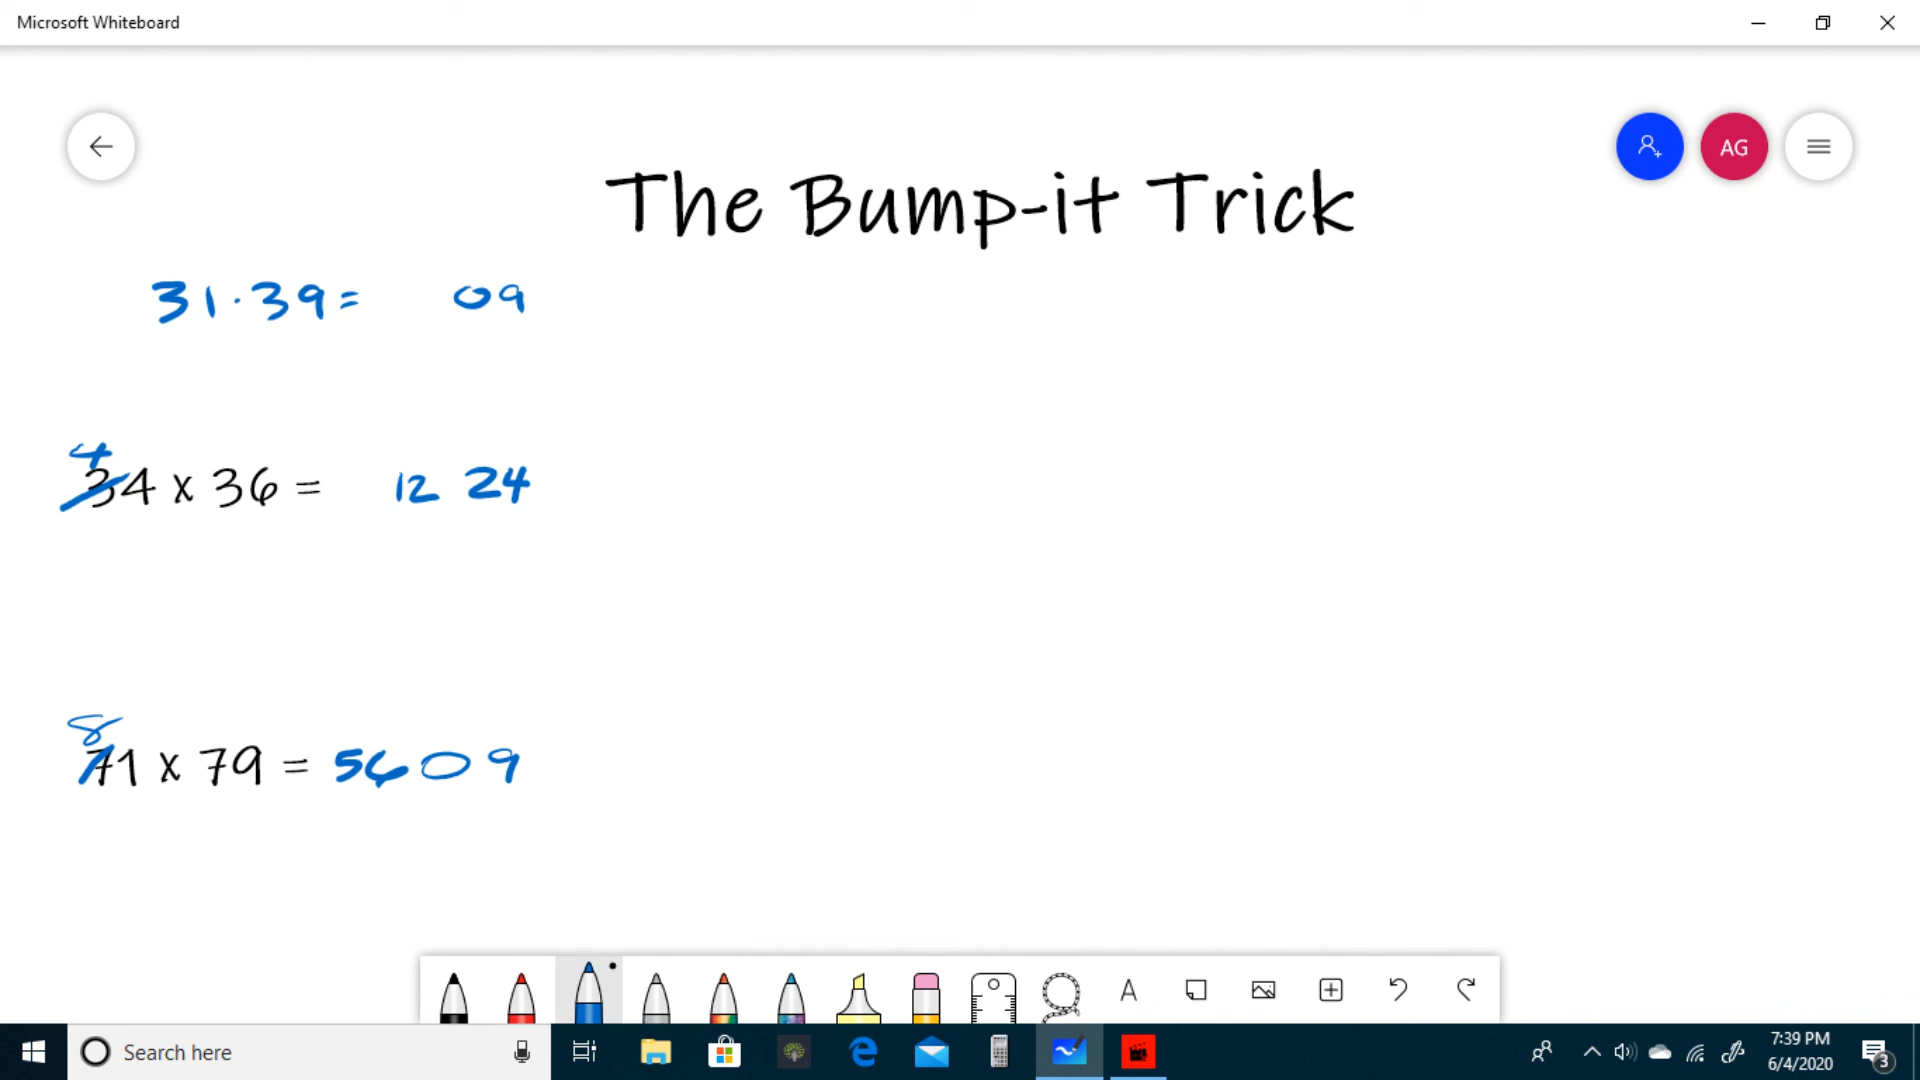 Microsoft Whiteboard
AG
The Bump-it Trick
31·39= 09
4
34 x 36 = 12 24
8
71 x 79 = 5609
A
Search here
7:39 PM
6/4/2020
3